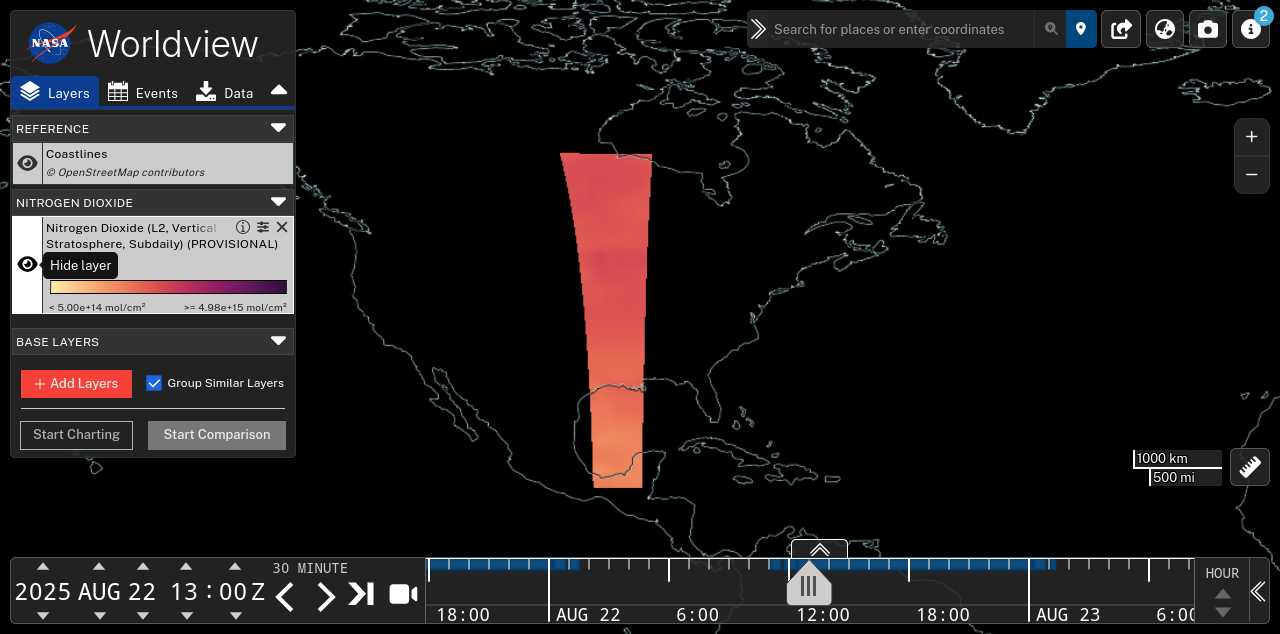 NASA Worldview
Search for places or enter coordinates
2
Layers Events Data
REFERENCE
Coastlines
© OpenStreetMap contributors
NITROGEN DIOXIDE
Nitrogen Dioxide (L2, Vertical
Stratosphere, Subdaily) (PROVISIONAL)
Hide layer
< 5.00e+14 mol/cm² >= 4.98e+15 mol/cm²
BASE LAYERS
+ Add Layers Group Similar Layers
Start Charting Start Comparison
+
−
1000 km
500 mi
30 MINUTE
2025 AUG 22 13:00Z
HOUR
18:00 AUG 22 6:00 12:00 18:00 AUG 23 6:00